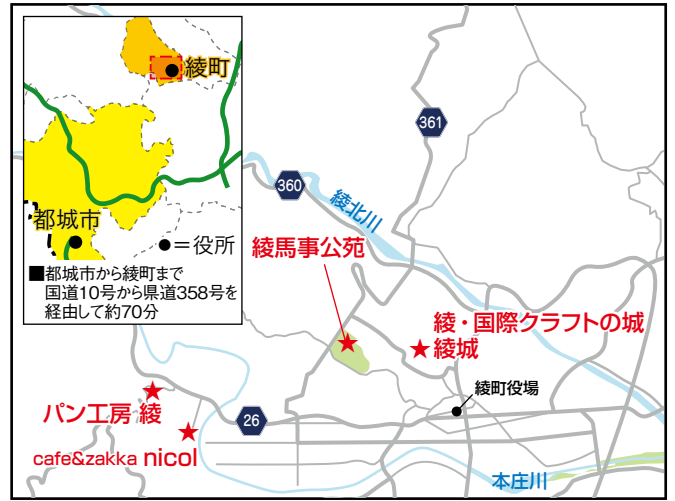 綾町
都城市
●=役所
■都城市から綾町まで
国道10号から県道358号を
経由して約70分
361
360
綾北川
綾馬事公苑
綾・国際クラフトの城
綾城
綾町役場
パン工房 綾
26
cafe&zakka nicol
本庄川